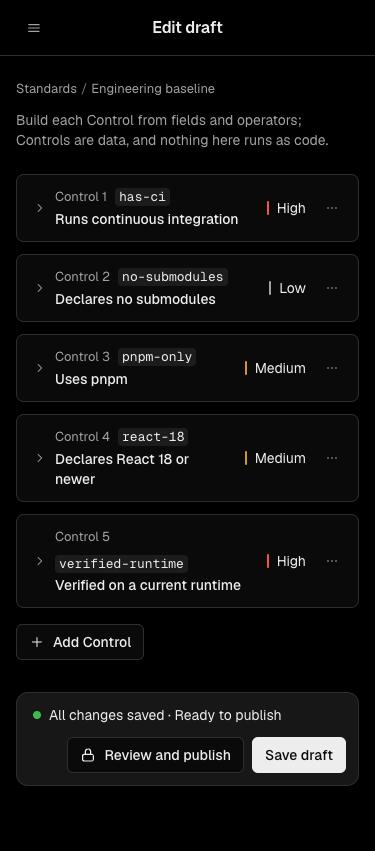 Edit draft
Standards / Engineering baseline
Build each Control from fields and operators;
Controls are data, and nothing here runs as code.
Control 1 has-ci
Runs continuous integration
High
Control 2 no-submodules
Declares no submodules
Low
Control 3 pnpm-only
Uses pnpm
Medium
Control 4 react-18
Declares React 18 or
newer
Medium
Control 5
verified-runtime
Verified on a current runtime
High
Add Control
All changes saved · Ready to publish
Review and publish
Save draft